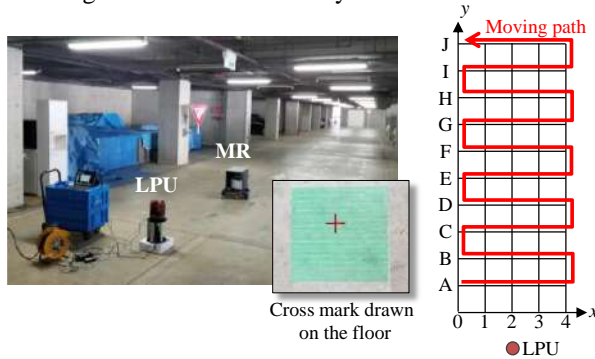 MR
LPU
Cross mark drawn
on the floor
y
Moving path
J
I
H
G
F
E
D
C
B
A
0 1 2 3 4 x
LPU